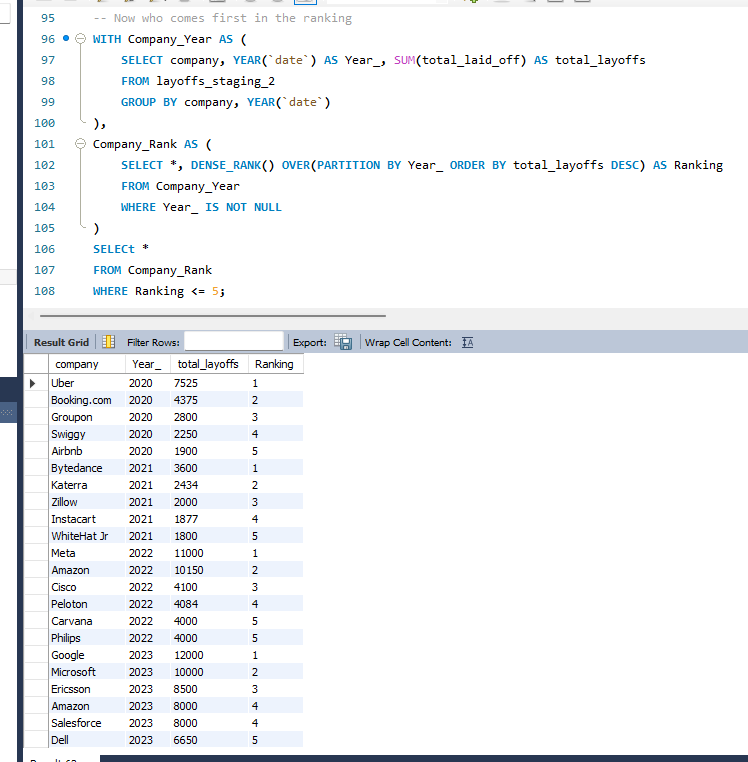 95 -- Now who comes first in the ranking
96 WITH Company_Year AS (
97 SELECT company, YEAR(`date`) AS Year_, SUM(total_laid_off) AS total_layoffs
98 FROM layoffs_staging_2
99 GROUP BY company, YEAR(`date`)
100 ),
101 Company_Rank AS (
102 SELECT *, DENSE_RANK() OVER(PARTITION BY Year_ ORDER BY total_layoffs DESC) AS Ranking
103 FROM Company_Year
104 WHERE Year_ IS NOT NULL
105 )
106 SELECt *
107 FROM Company_Rank
108 WHERE Ranking <= 5;
Result Grid Filter Rows: Export: Wrap Cell Content:
company Year_ total_layoffs Ranking
Uber 2020 7525 1
Booking.com 2020 4375 2
Groupon 2020 2800 3
Swiggy 2020 2250 4
Airbnb 2020 1900 5
Bytedance 2021 3600 1
Katerra 2021 2434 2
Zillow 2021 2000 3
Instacart 2021 1877 4
WhiteHat Jr 2021 1800 5
Meta 2022 11000 1
Amazon 2022 10150 2
Cisco 2022 4100 3
Peloton 2022 4084 4
Carvana 2022 4000 5
Philips 2022 4000 5
Google 2023 12000 1
Microsoft 2023 10000 2
Ericsson 2023 8500 3
Amazon 2023 8000 4
Salesforce 2023 8000 4
Dell 2023 6650 5